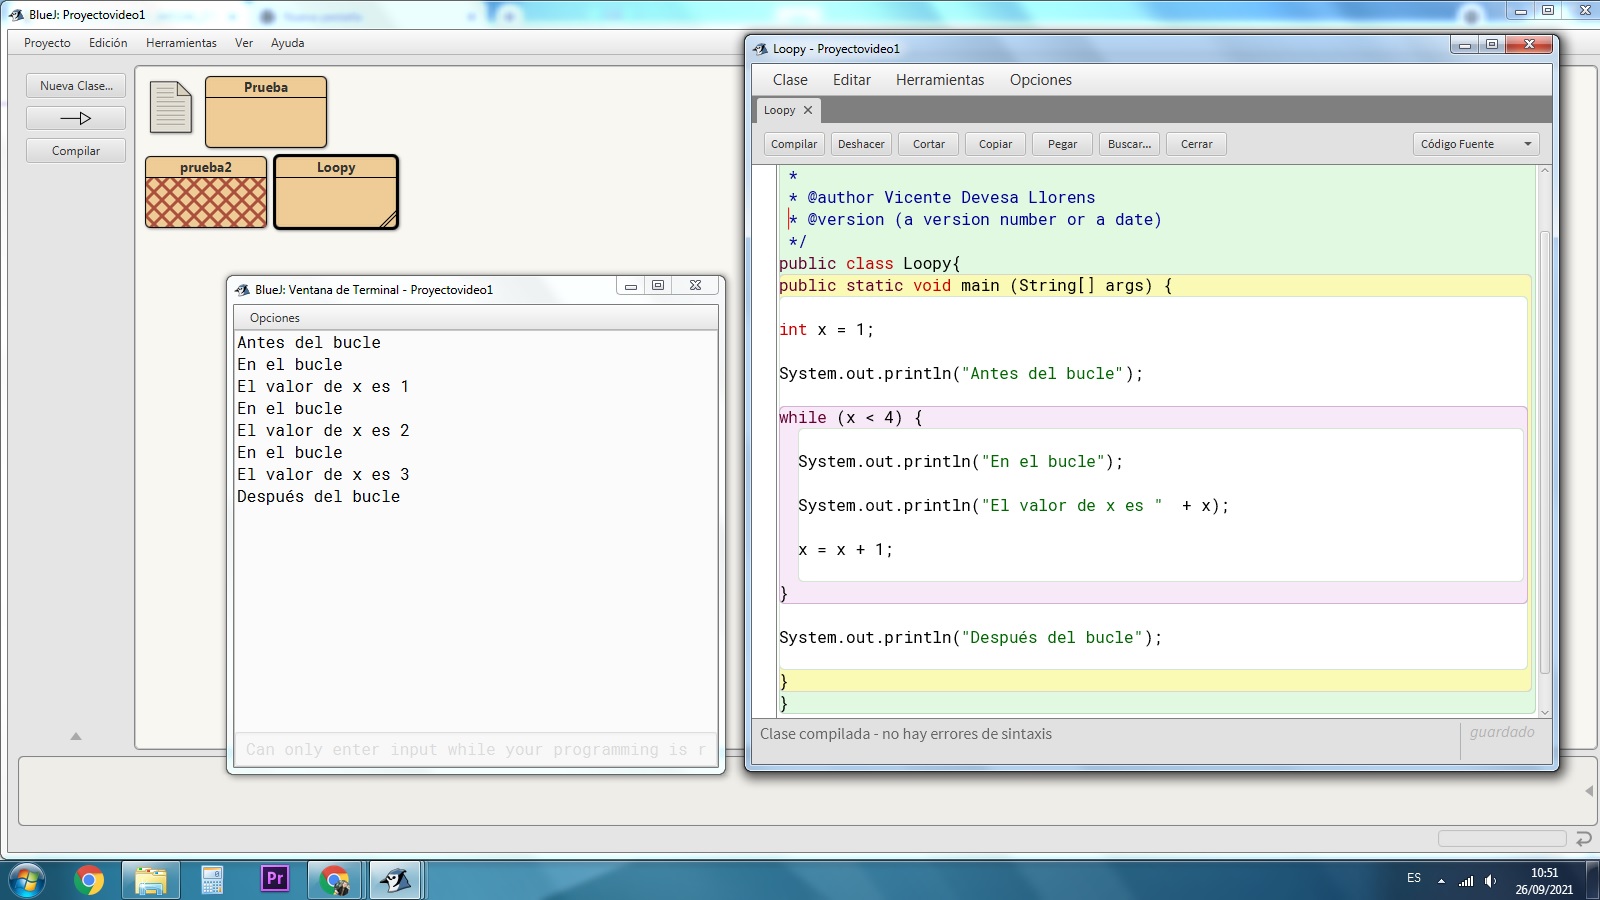 BlueJ: Proyectovideo1
Proyecto Edición Herramientas Ver Ayuda
Nueva Clase...
Compilar
Prueba
prueba2
Loopy
BlueJ: Ventana de Terminal - Proyectovideo1
Opciones
Antes del bucle
En el bucle
El valor de x es 1
En el bucle
El valor de x es 2
En el bucle
El valor de x es 3
Después del bucle
Can only enter input while your programming is r
Loopy - Proyectovideo1
Clase Editar Herramientas Opciones
Loopy
Compilar Deshacer Cortar Copiar Pegar Buscar... Cerrar Código Fuente
*
* @author Vicente Devesa Llorens
* @version (a version number or a date)
*/
public class Loopy{
public static void main (String[] args) {
int x = 1;
System.out.println("Antes del bucle");
while (x < 4) {
System.out.println("En el bucle");
System.out.println("El valor de x es "  + x);
x = x + 1;
}
System.out.println("Después del bucle");
}
}
Clase compilada - no hay errores de sintaxis
guardado
Pr
ES
10:51
26/09/2021